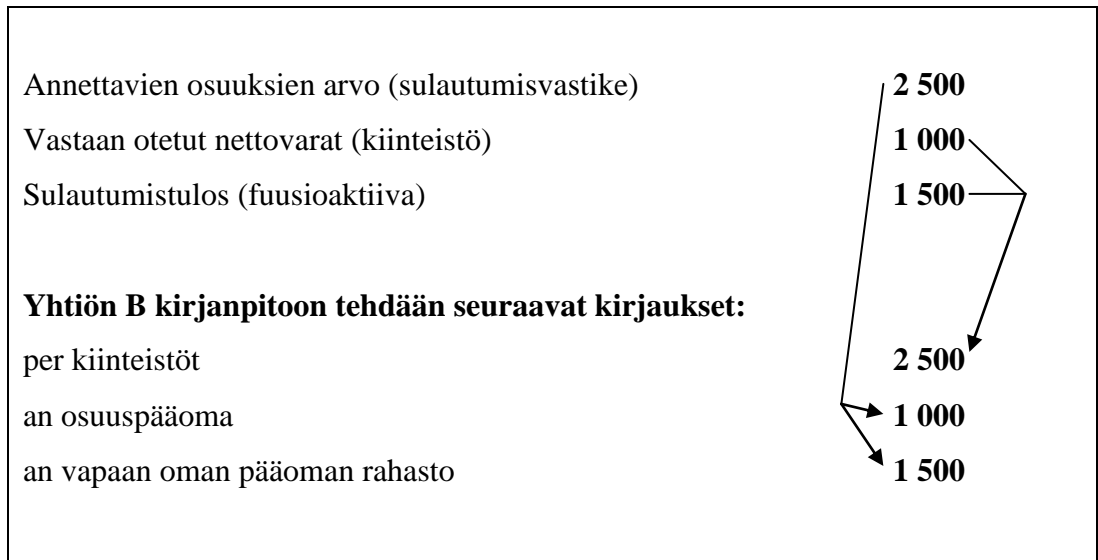 Annettavien osuuksien arvo (sulautumisvastike) 2 500
Vastaan otetut nettovarat (kiinteistö) 1 000
Sulautumistulos (fuusioaktiiva) 1 500
Yhtiön B kirjanpitoon tehdään seuraavat kirjaukset:
per kiinteistöt 2 500
an osuuspääoma 1 000
an vapaan oman pääoman rahasto 1 500